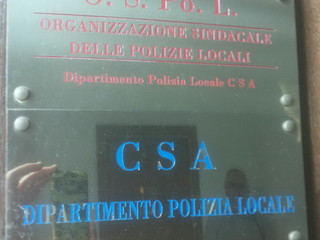 O. S. Po. L.
ORGANIZZAZIONE SINDACALE
DELLE POLIZIE LOCALI
Dipartimento Polizia Locale C S A
C S A
DIPARTIMENTO POLIZIA LOCALE